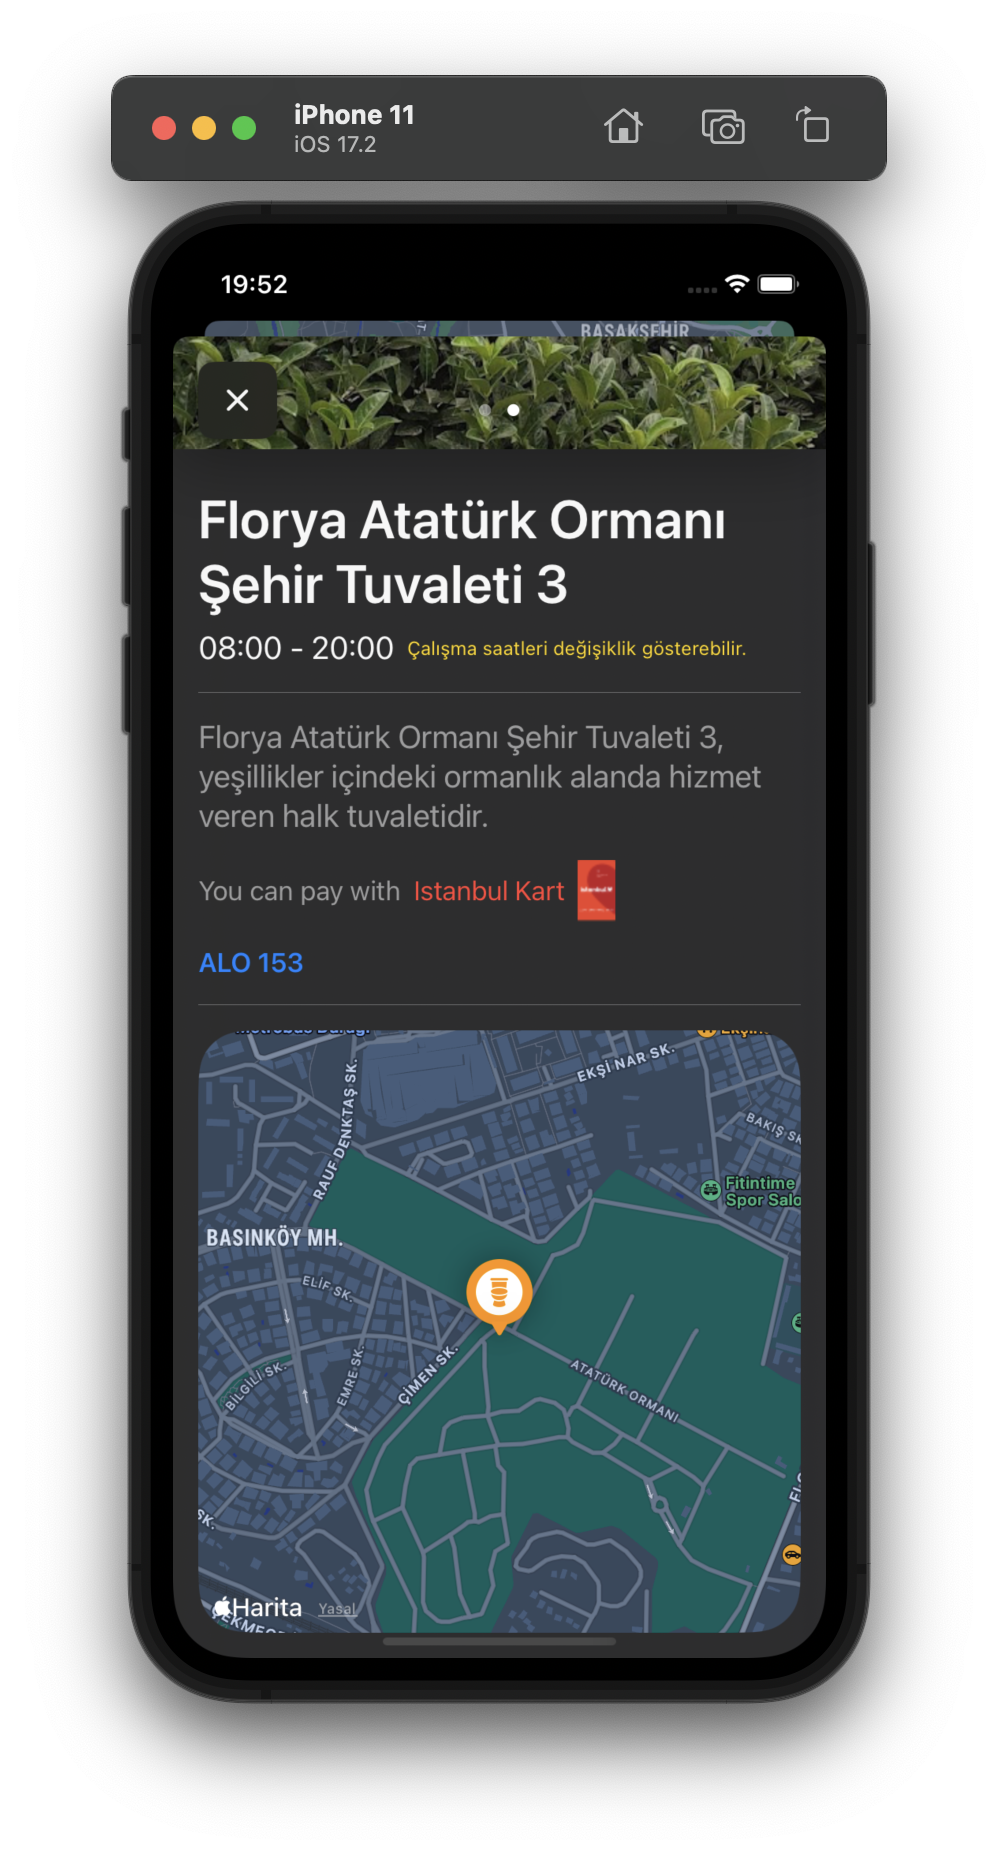 iPhone 11
iOS 17.2
19:52
BAŞAKŞEHİR
Florya Atatürk Ormanı
Şehir Tuvaleti 3
08:00 - 20:00 Çalışma saatleri değişiklik gösterebilir.
Florya Atatürk Ormanı Şehir Tuvaleti 3,
yeşillikler içindeki ormanlık alanda hizmet
veren halk tuvaletidir.
You can pay with Istanbul Kart
ALO 153
EKŞİ NAR SK.
RAUF DENKTAŞ SK.
BAKIŞ SK
Fitintime
Spor Salo
BASINKÖY MH.
ELİF SK.
BİLGİLİ SK.
EMRE SK.
ÇİMEN SK.
ATATÜRK ORMANI
SK.
Harita Yasal